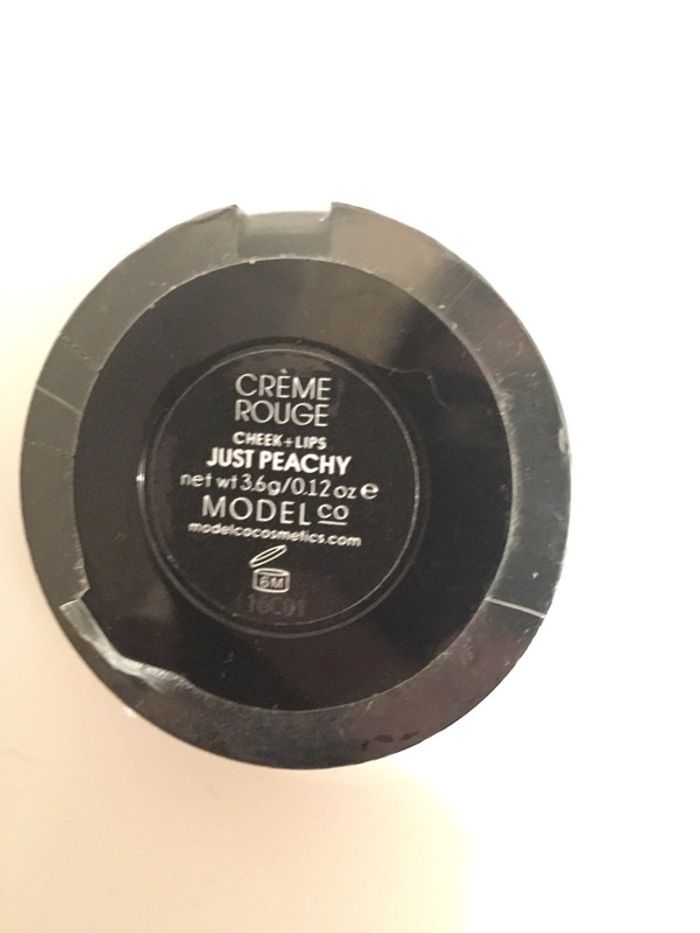 CRÈME
ROUGE
CHEEK+LIPS
JUST PEACHY
net wt 3.6g/0.12 oz e
MODEL co
modelcocosmetics.com
6M